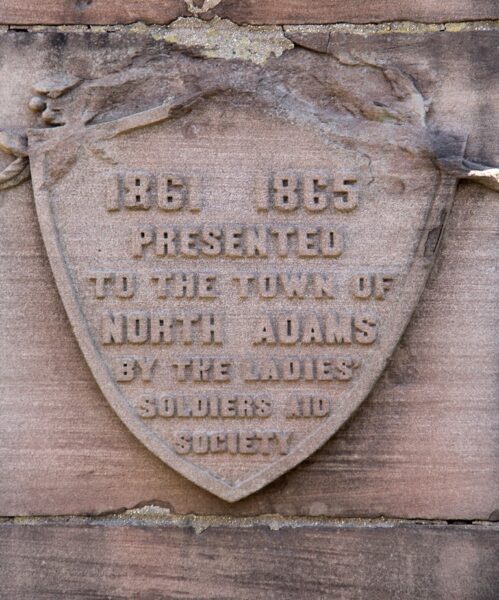 1861 1865
PRESENTED
TO THE TOWN OF
NORTH ADAMS
BY THE LADIES'
SOLDIERS AID
SOCIETY